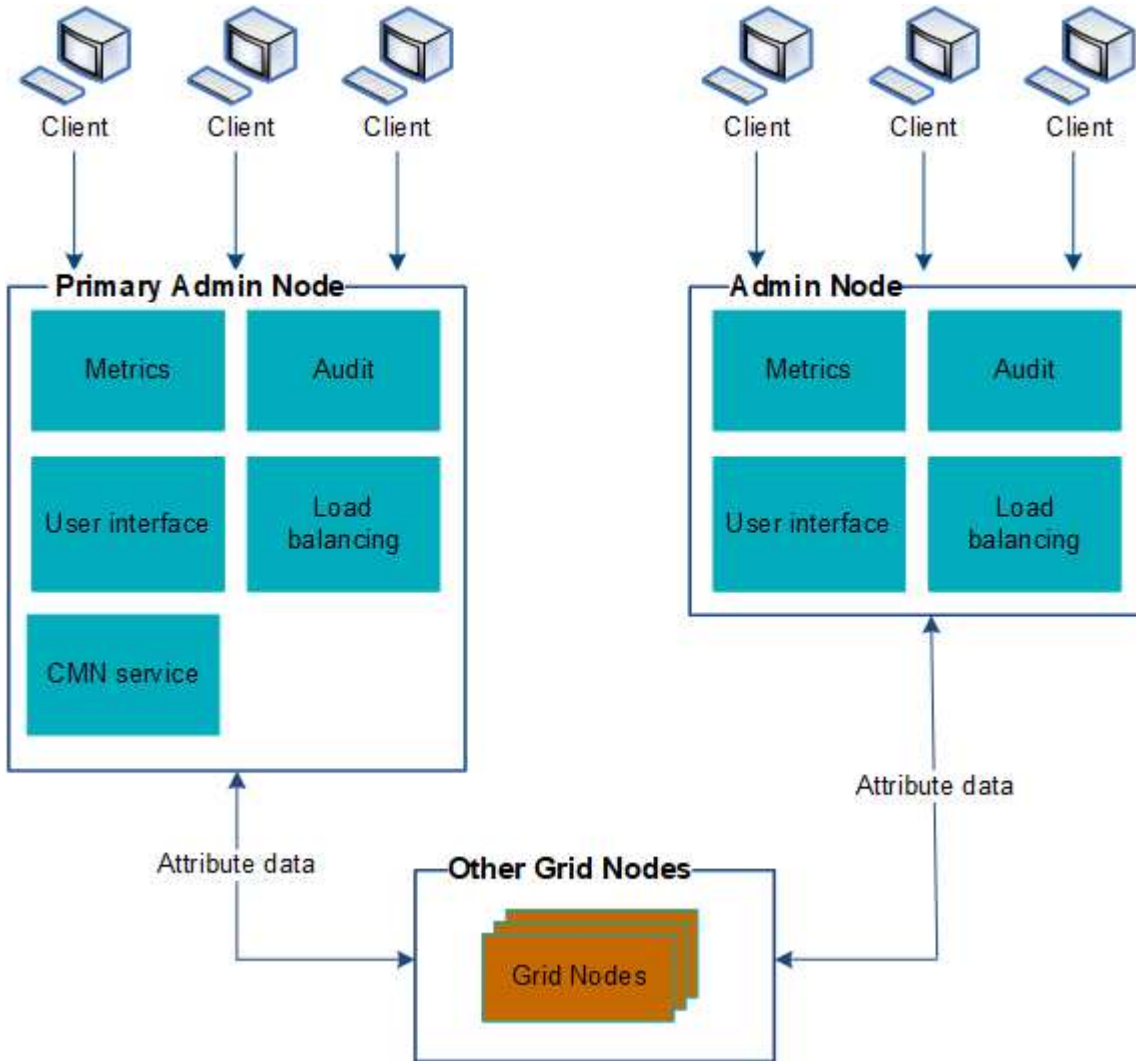 Client
Client
Client
Client
Client
Client
Primary Admin Node
Metrics
Audit
User interface
Load
balancing
CMN service
Admin Node
Metrics
Audit
User interface
Load
balancing
Attribute data
Attribute data
Other Grid Nodes
Grid Nodes